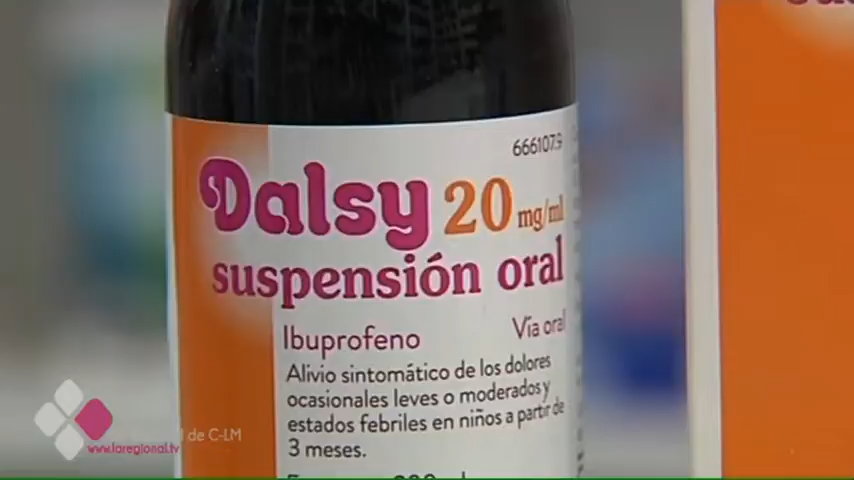 666107.9
Dalsy 20 mg/ml
suspensión oral
Ibuprofeno Vía oral
Alivio sintomático de los dolores
ocasionales leves o moderados y
estados febriles en niños a partir de
3 meses.
l de C-LM
www.laregional.tv